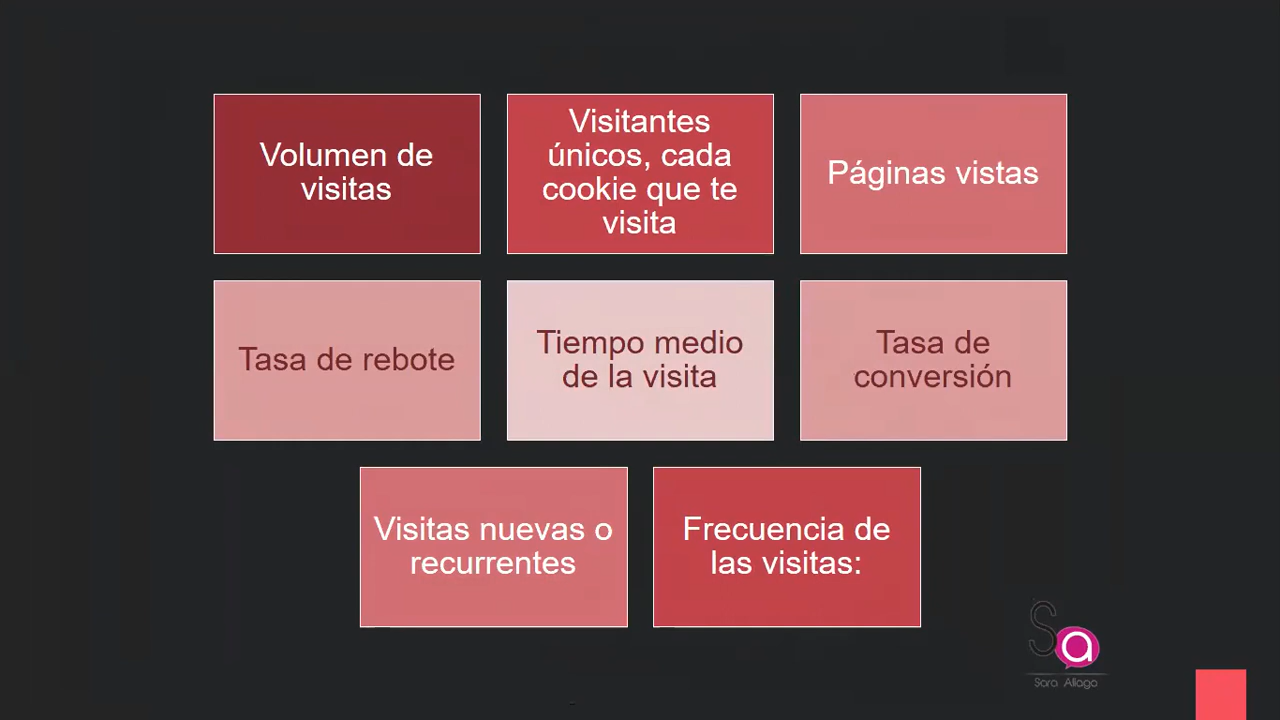 Volumen de
visitas
Visitantes
únicos, cada
cookie que te
visita
Páginas vistas
Tasa de rebote
Tiempo medio
de la visita
Tasa de
conversión
Visitas nuevas o
recurrentes
Frecuencia de
las visitas:
Sa
Sara Aliaga